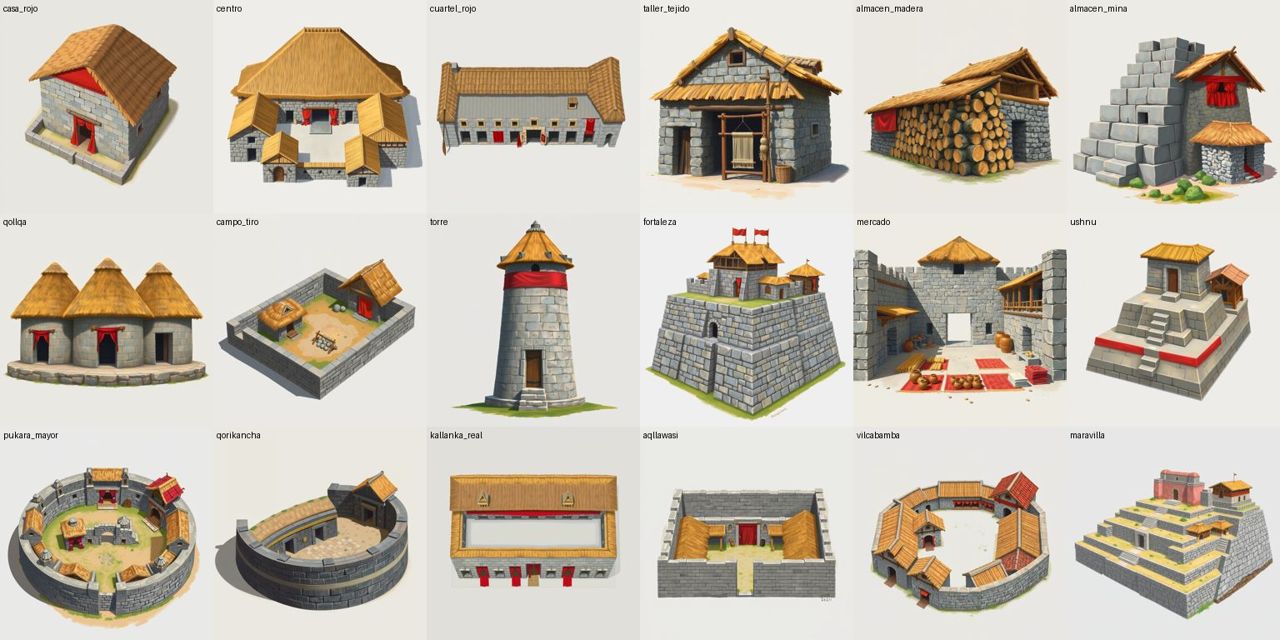 casa_rojo
centro
cuartel_rojo
taller_tejido
almacen_madera
almacen_mina
qollqa
campo_tiro
torre
fortaleza
mercado
ushnu
pukara_mayor
qorikancha
kallanka_real
aqllawasi
vilcabamba
maravilla